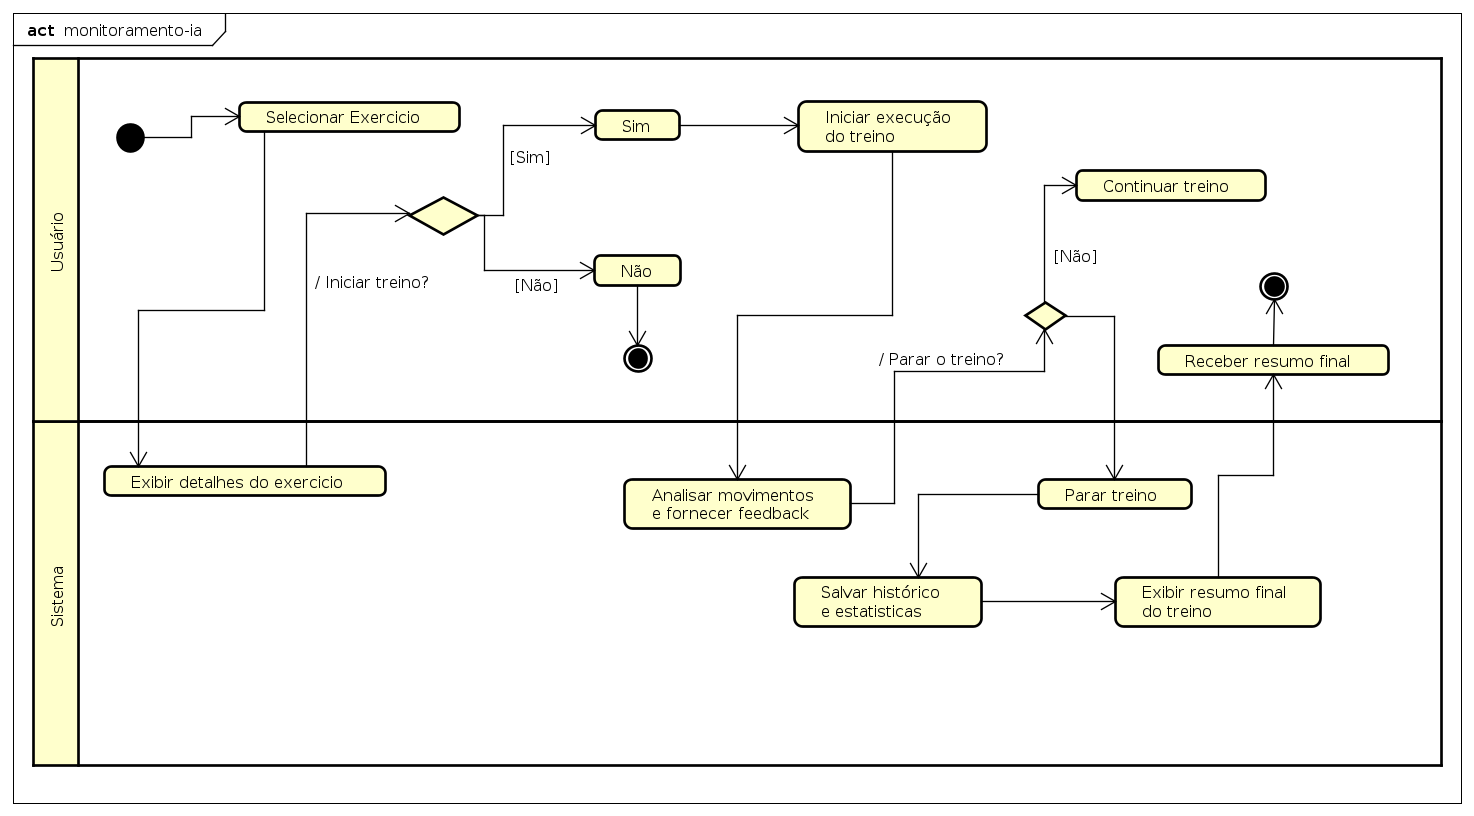 act monitoramento-ia
Usuário
Selecionar Exercicio
Sim
Iniciar execução
do treino
[Sim]
Continuar treino
[Não]
/ Iniciar treino?
Não
[Não]
/ Parar o treino?
Receber resumo final
Sistema
Exibir detalhes do exercicio
Analisar movimentos
e fornecer feedback
Parar treino
Salvar histórico
e estatisticas
Exibir resumo final
do treino